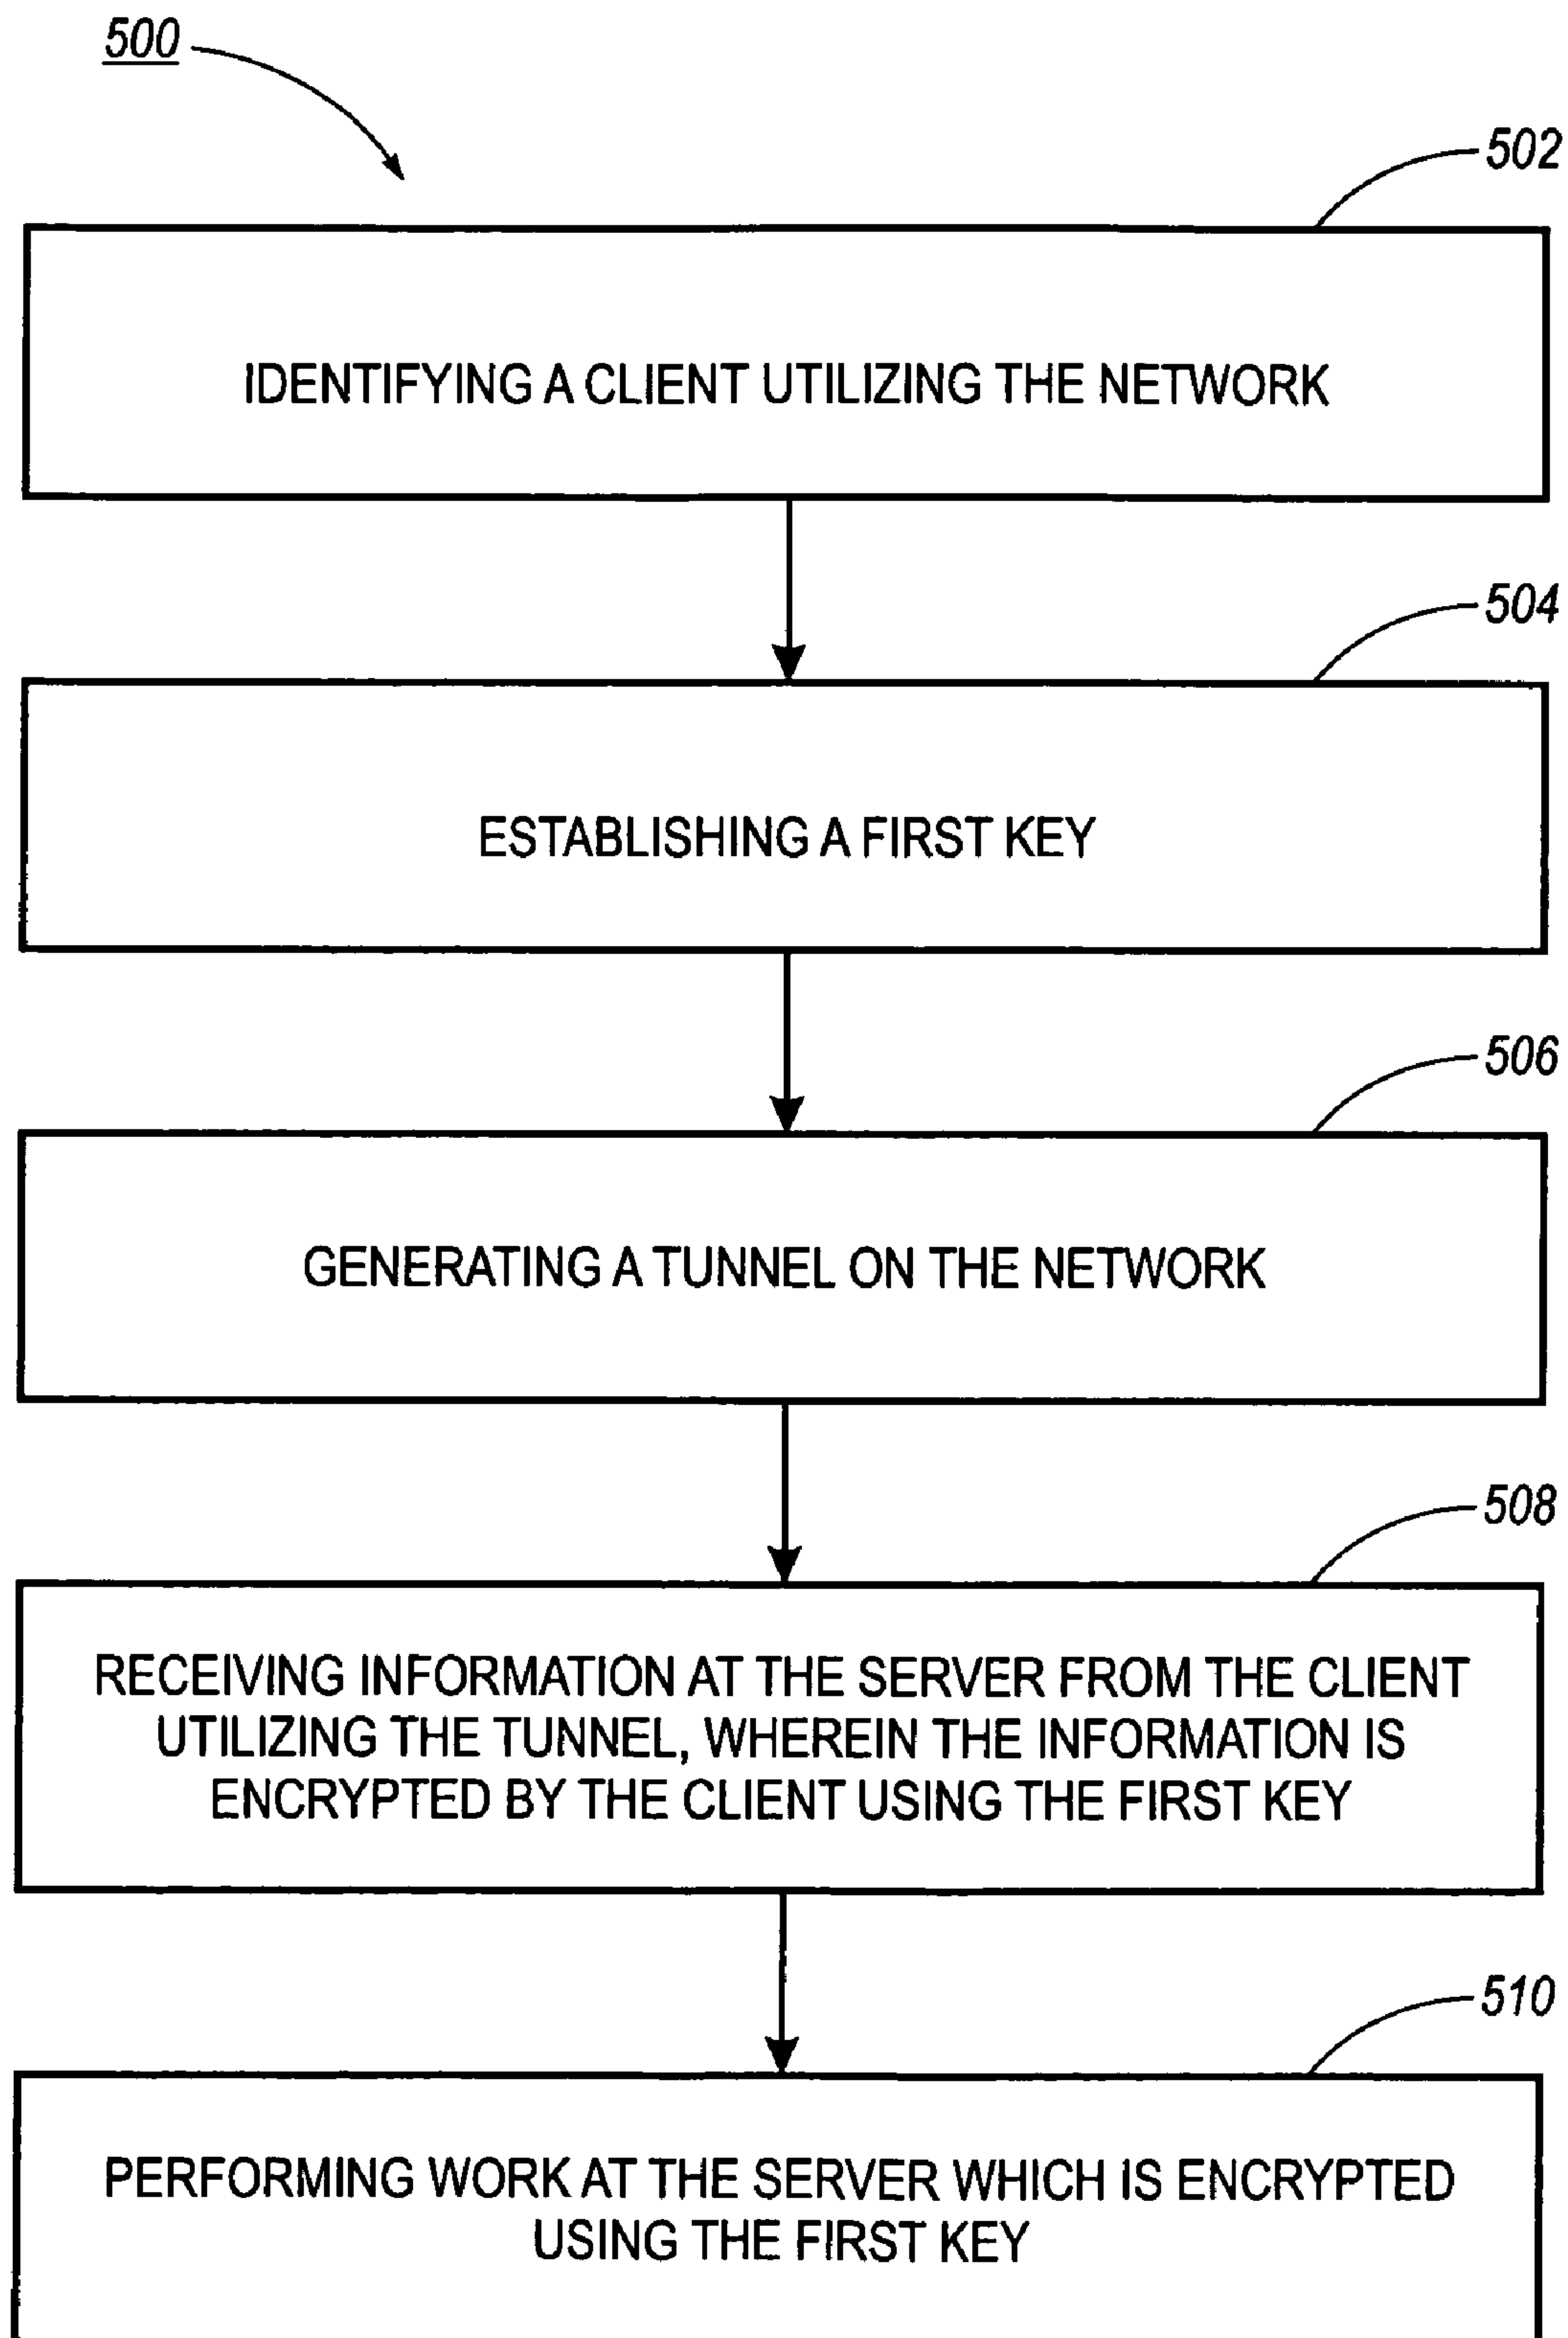 500
502
IDENTIFYING A CLIENT UTILIZING THE NETWORK
504
ESTABLISHING A FIRST KEY
506
GENERATING A TUNNEL ON THE NETWORK
508
RECEIVING INFORMATION AT THE SERVER FROM THE CLIENT
UTILIZING THE TUNNEL, WHEREIN THE INFORMATION IS
ENCRYPTED BY THE CLIENT USING THE FIRST KEY
510
PERFORMING WORK AT THE SERVER WHICH IS ENCRYPTED
USING THE FIRST KEY